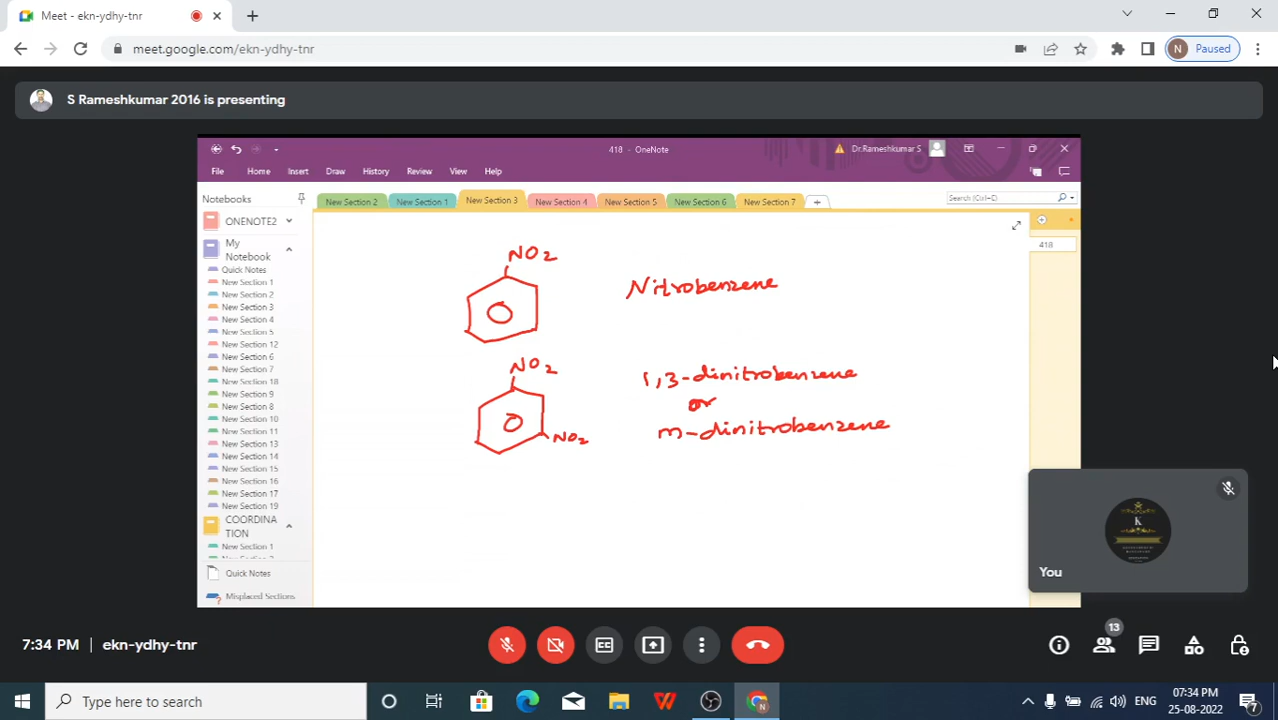 Meet - ekn-ydhy-tnr
meet.google.com/ekn-ydhy-tnr
N Paused
S Rameshkumar 2016 is presenting
418 - OneNote
Dr.Rameshkumar S
File Home Insert Draw History Review View Help
Notebooks
New Section 2 New Section 1 New Section 3 New Section 4 New Section 5 New Section 6 New Section 7
Search (Ctrl+E)
ONENOTE2
My
Notebook
Quick Notes
New Section 1
New Section 2
New Section 3
New Section 4
New Section 5
New Section 12
New Section 6
New Section 7
New Section 18
New Section 9
New Section 8
New Section 10
New Section 11
New Section 13
New Section 14
New Section 15
New Section 16
New Section 17
New Section 19
COORDINA
TION
New Section 1
Quick Notes
Misplaced Sections
418
NO2
Nitrobenzene
NO2
1,3-dinitrobenzene
or
m-dinitrobenzene
NO2
K
You
7:34 PM | ekn-ydhy-tnr
CC
13
Type here to search
ENG
07:34 PM
25-08-2022
7